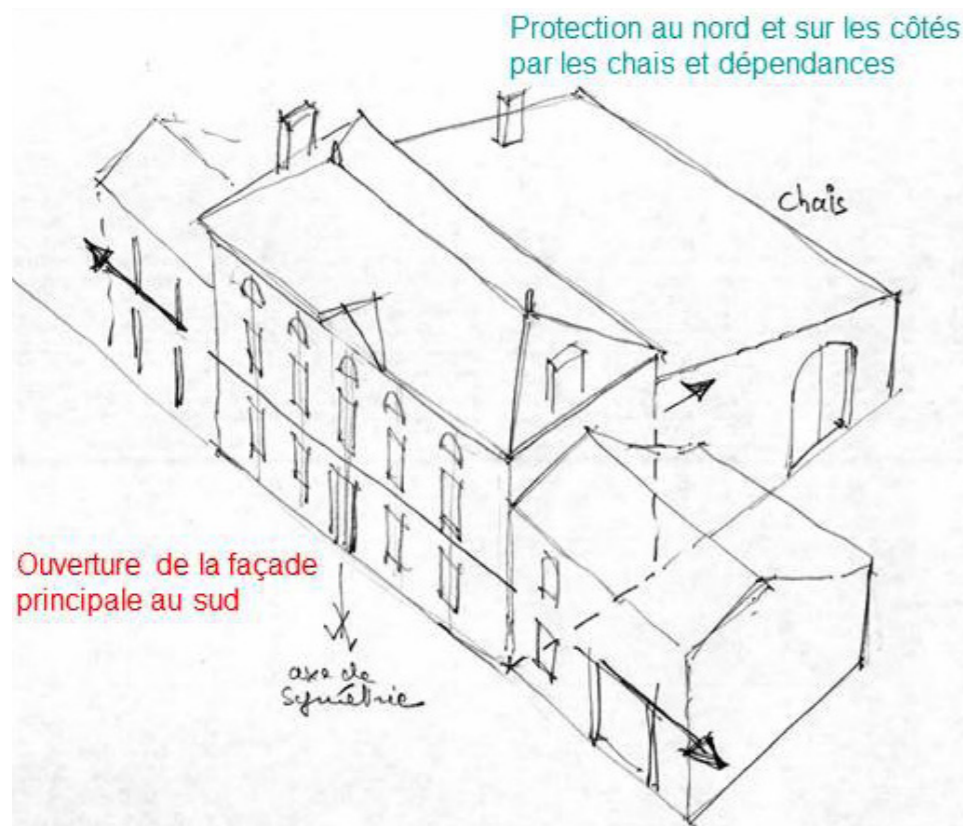 Protection au nord et sur les côtés
par les chais et dépendances
chais
Ouverture de la façade
principale au sud
axe de
symétrie